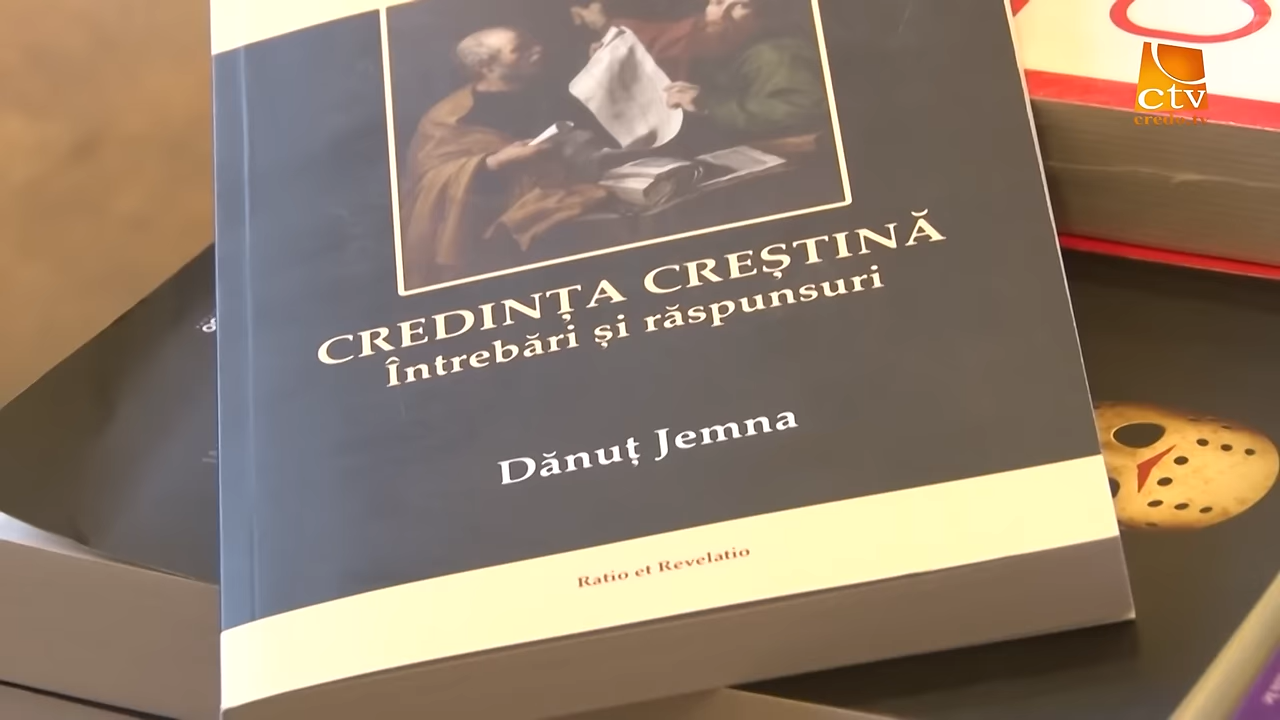 CREDINȚA CREȘTINĂ
Întrebări și răspunsuri
Dănuț Jemna
Ratio et Revelatio
ctv
credo tv